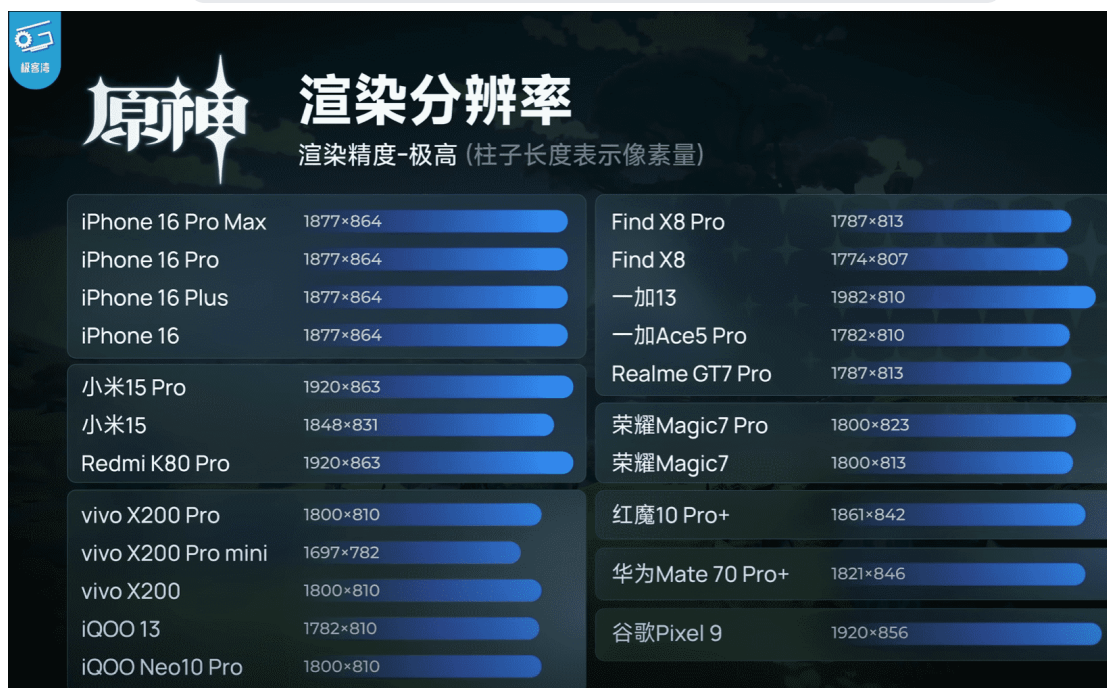 极客湾
原神
渲染分辨率
渲染精度-极高 (柱子长度表示像素量)
iPhone 16 Pro Max 1877×864
iPhone 16 Pro 1877×864
iPhone 16 Plus 1877×864
iPhone 16 1877×864
小米15 Pro 1920×863
小米15 1848×831
Redmi K80 Pro 1920×863
vivo X200 Pro 1800×810
vivo X200 Pro mini 1697×782
vivo X200 1800×810
iQOO 13 1782×810
iQOO Neo10 Pro 1800×810
Find X8 Pro 1787×813
Find X8 1774×807
一加13 1982×810
一加Ace5 Pro 1782×810
Realme GT7 Pro 1787×813
荣耀Magic7 Pro 1800×823
荣耀Magic7 1800×813
红魔10 Pro+ 1861×842
华为Mate 70 Pro+ 1821×846
谷歌Pixel 9 1920×856